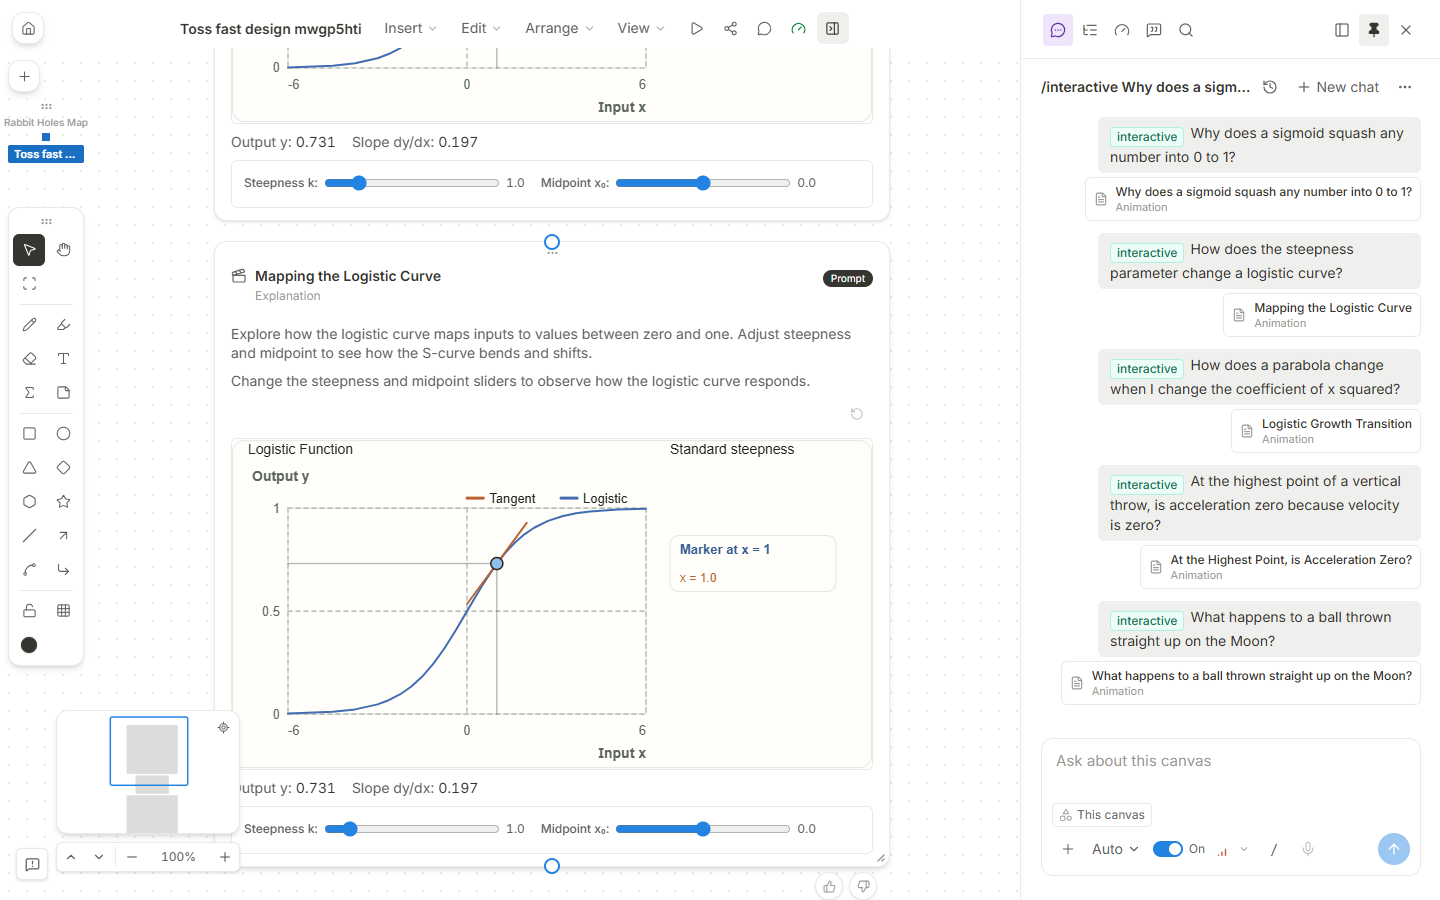 Toss fast design mwgp5hti
Insert
Edit
Arrange
View
Rabbit Holes Map
Toss fast ...
0
-6
0
6
Input x
Output y: 0.731 Slope dy/dx: 0.197
Steepness k: 1.0 Midpoint x₀: 0.0
Mapping the Logistic Curve
Explanation
Prompt
Explore how the logistic curve maps inputs to values between zero and one. Adjust steepness
and midpoint to see how the S-curve bends and shifts.
Change the steepness and midpoint sliders to observe how the logistic curve responds.
Logistic Function
Standard steepness
Output y
Tangent
Logistic
1
Marker at x = 1
x = 1.0
0.5
0
-6
0
6
Input x
utput y: 0.731 Slope dy/dx: 0.197
Steepness k: 1.0 Midpoint x₀: 0.0
100%
/interactive Why does a sigm...
New chat
interactive Why does a sigmoid squash any
number into 0 to 1?
Why does a sigmoid squash any number into 0 to 1?
Animation
interactive How does the steepness
parameter change a logistic curve?
Mapping the Logistic Curve
Animation
interactive How does a parabola change
when I change the coefficient of x squared?
Logistic Growth Transition
Animation
interactive At the highest point of a vertical
throw, is acceleration zero because velocity
is zero?
At the Highest Point, is Acceleration Zero?
Animation
interactive What happens to a ball thrown
straight up on the Moon?
What happens to a ball thrown straight up on the Moon?
Animation
Ask about this canvas
This canvas
Auto
On
/